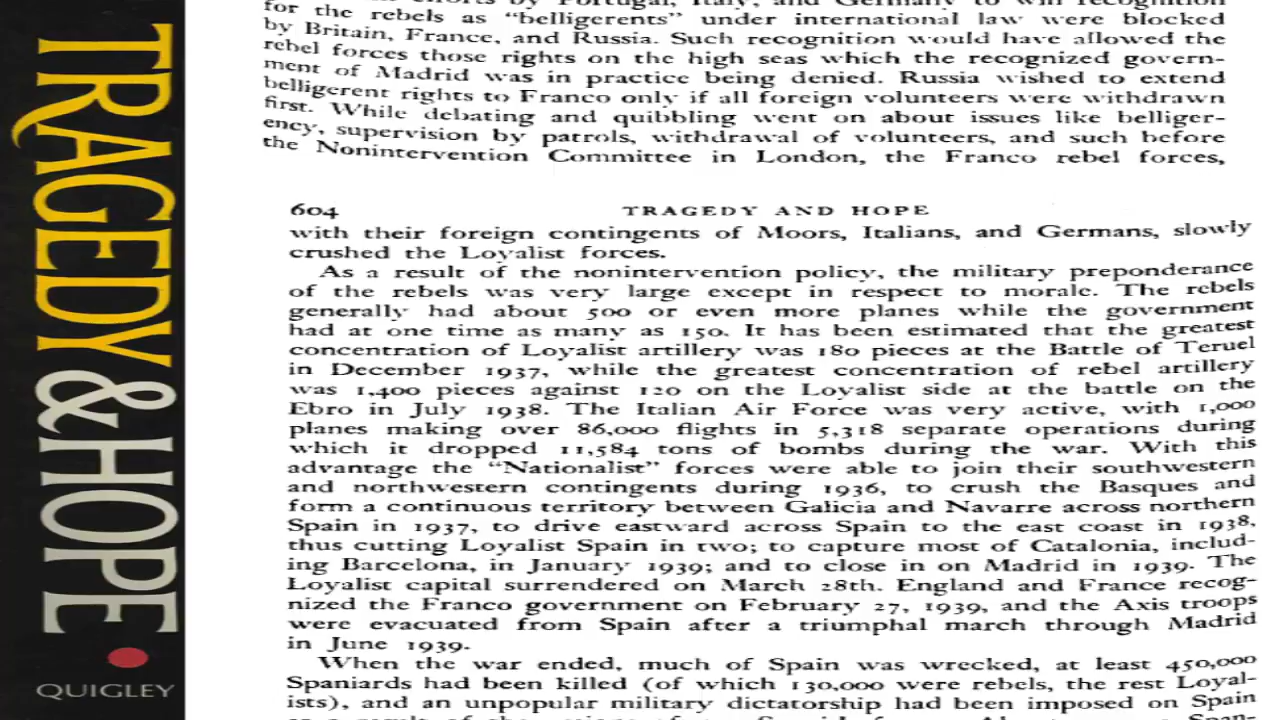 TRAGEDY & HOPE
QUIGLEY
for the rebels as “belligerents” under international law were blocked
by Britain, France, and Russia. Such recognition would have allowed the
rebel forces those rights on the high seas which the recognized govern-
ment of Madrid was in practice being denied. Russia wished to extend
belligerent rights to Franco only if all foreign volunteers were withdrawn
first. While debating and quibbling went on about issues like belliger-
ency, supervision by patrols, withdrawal of volunteers, and such before
the Nonintervention Committee in London, the Franco rebel forces,
604 TRAGEDY AND HOPE
with their foreign contingents of Moors, Italians, and Germans, slowly
crushed the Loyalist forces.
As a result of the nonintervention policy, the military preponderance
of the rebels was very large except in respect to morale. The rebels
generally had about 500 or even more planes while the government
had at one time as many as 150. It has been estimated that the greatest
concentration of Loyalist artillery was 180 pieces at the Battle of Teruel
in December 1937, while the greatest concentration of rebel artillery
was 1,400 pieces against 120 on the Loyalist side at the battle on the
Ebro in July 1938. The Italian Air Force was very active, with 1,000
planes making over 86,000 flights in 5,318 separate operations during
which it dropped 11,584 tons of bombs during the war. With this
advantage the “Nationalist” forces were able to join their southwestern
and northwestern contingents during 1936, to crush the Basques and
form a continuous territory between Galicia and Navarre across northern
Spain in 1937, to drive eastward across Spain to the east coast in 1938,
thus cutting Loyalist Spain in two; to capture most of Catalonia, includ-
ing Barcelona, in January 1939; and to close in on Madrid in 1939. The
Loyalist capital surrendered on March 28th. England and France recog-
nized the Franco government on February 27, 1939, and the Axis troops
were evacuated from Spain after a triumphal march through Madrid
in June 1939.
When the war ended, much of Spain was wrecked, at least 450,000
Spaniards had been killed (of which 130,000 were rebels, the rest Loyal-
ists), and an unpopular military dictatorship had been imposed on Spain